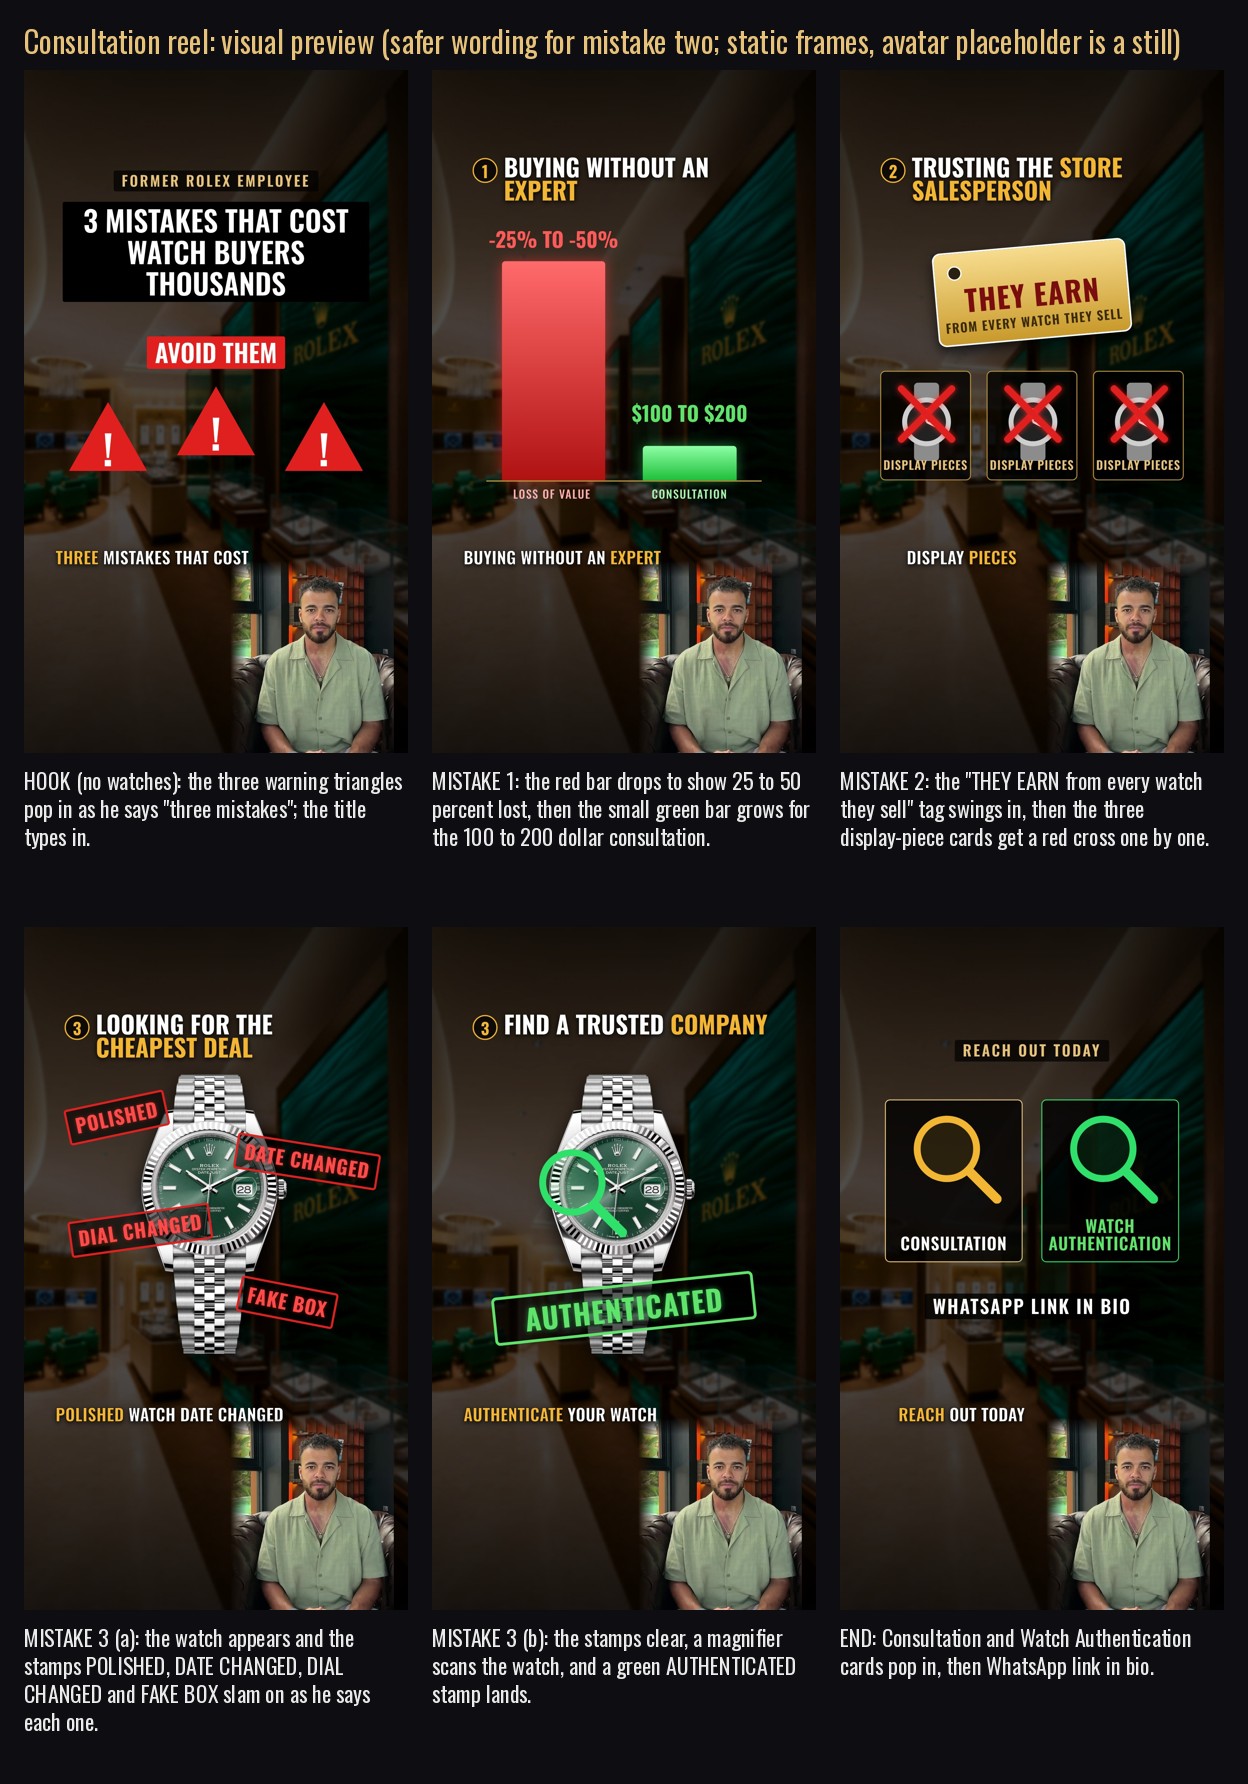 Consultation reel: visual preview (safer wording for mistake two; static frames, avatar placeholder is a still)
FORMER ROLEX EMPLOYEE
3 MISTAKES THAT COST
WATCH BUYERS
THOUSANDS
AVOID THEM
ROLEX
! ! !
THREE MISTAKES THAT COST
HOOK (no watches): the three warning triangles
pop in as he says "three mistakes"; the title
types in.
1 BUYING WITHOUT AN
EXPERT
-25% TO -50%
ROLEX
$100 TO $200
LOSS OF VALUE
CONSULTATION
BUYING WITHOUT AN EXPERT
MISTAKE 1: the red bar drops to show 25 to 50
percent lost, then the small green bar grows for
the 100 to 200 dollar consultation.
2 TRUSTING THE STORE
SALESPERSON
THEY EARN
FROM EVERY WATCH THEY SELL
ROLEX
DISPLAY PIECES
DISPLAY PIECES
DISPLAY PIECES
DISPLAY PIECES
MISTAKE 2: the "THEY EARN from every watch
they sell" tag swings in, then the three
display-piece cards get a red cross one by one.
3 LOOKING FOR THE
CHEAPEST DEAL
POLISHED
DATE CHANGED
ROLEX
28
ROLEX
DIAL CHANGED
FAKE BOX
POLISHED WATCH DATE CHANGED
MISTAKE 3 (a): the watch appears and the
stamps POLISHED, DATE CHANGED, DIAL
CHANGED and FAKE BOX slam on as he says
each one.
3 FIND A TRUSTED COMPANY
ROLEX
28
ROLEX
AUTHENTICATED
AUTHENTICATE YOUR WATCH
MISTAKE 3 (b): the stamps clear, a magnifier
scans the watch, and a green AUTHENTICATED
stamp lands.
REACH OUT TODAY
CONSULTATION
WATCH
AUTHENTICATION
WHATSAPP LINK IN BIO
REACH OUT TODAY
END: Consultation and Watch Authentication
cards pop in, then WhatsApp link in bio.